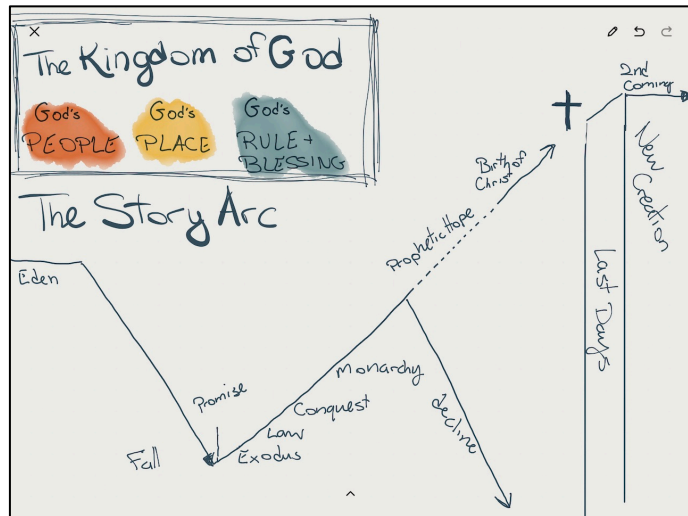 The Kingdom of God
God's
PEOPLE
God's
PLACE
God's
RULE +
BLESSING
The Story Arc
Eden
Fall
Promise
Exodus
Law
Conquest
Monarchy
decline
Prophetic Hope
Birth of
Christ
Last Days
2nd
Coming
New Creation